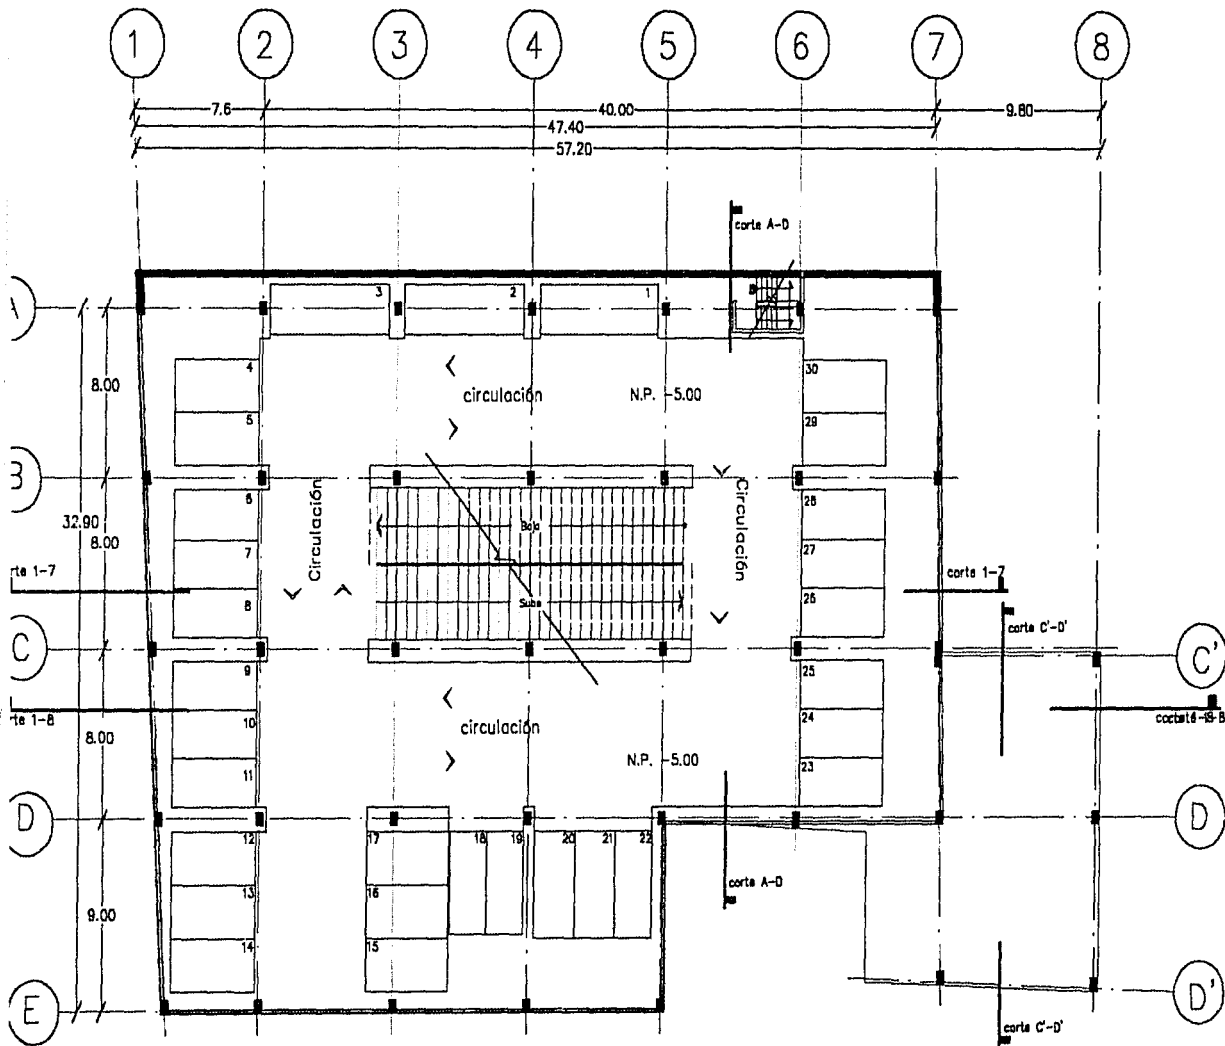 1 2 3 4 5 6 7 8
7.6 40.00 9.80
47.40
57.20
corte A-D
A
3 2 1
B
4 30
8.00
circulación N.P. -5.00
5 29
B
Circulación Circulación
6 28
32.90
8.00
Baja
7 27
rte 1-7 corte 1-7
8 Sube 26
corte C'-D'
C C'
9 25
rte 1-8
10 circulación 24
8.00
11 N.P. -5.00 23
D D
12 17 18 19 20 21 22
13 16
corte A-D
9.00
14 15
E D'
corte C'-D'